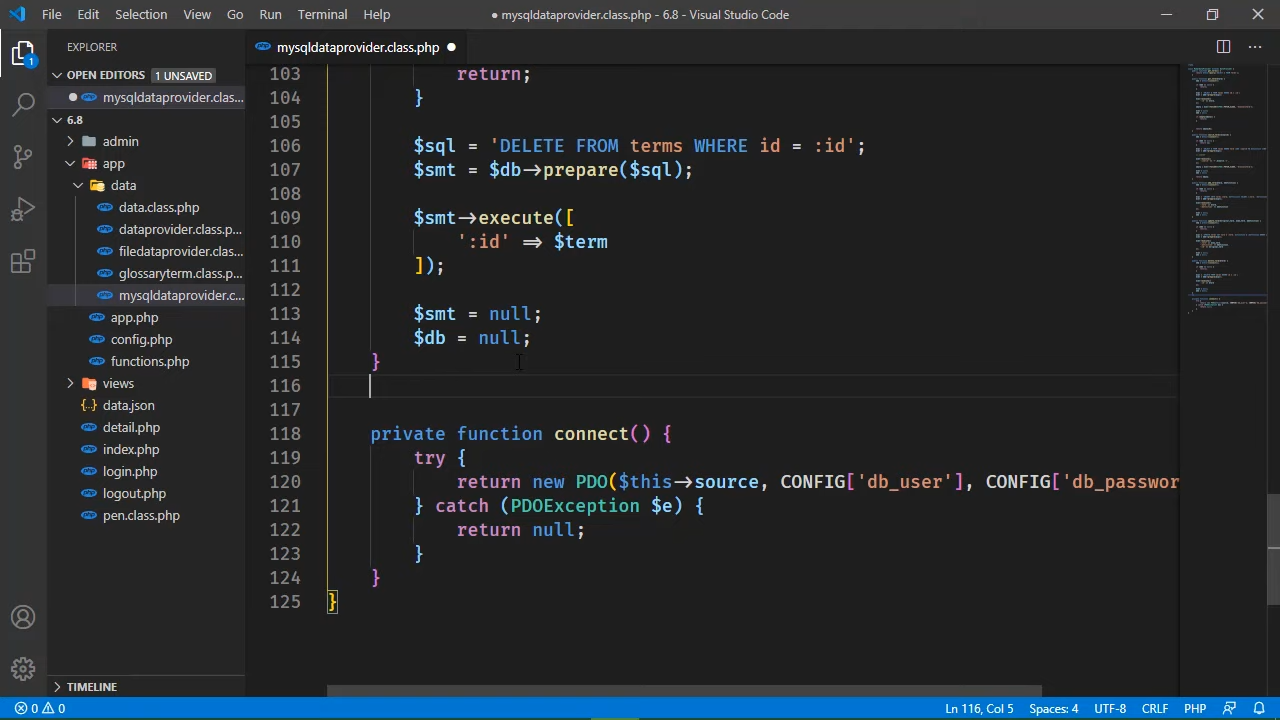 File Edit Selection View Go Run Terminal Help
● mysqldataprovider.class.php - 6.8 - Visual Studio Code
EXPLORER
OPEN EDITORS 1 UNSAVED
mysqldataprovider.clas...
6.8
admin
app
data
data.class.php
dataprovider.class.p...
filedataprovider.clas...
glossaryterm.class.p...
mysqldataprovider.c...
app.php
config.php
functions.php
views
data.json
detail.php
index.php
login.php
logout.php
pen.class.php
TIMELINE
1
mysqldataprovider.class.php
103 return;
104 }
105
106 $sql = 'DELETE FROM terms WHERE id = :id';
107 $smt = $db->prepare($sql);
108
109 $smt->execute([
110 ':id' => $term
111 ]);
112
113 $smt = null;
114 $db = null;
115 }
116
117
118 private function connect() {
119 try {
120 return new PDO($this->source, CONFIG['db_user'], CONFIG['db_passwor
121 } catch (PDOException $e) {
122 return null;
123 }
124 }
125 }
0 0
Ln 116, Col 5 Spaces: 4 UTF-8 CRLF PHP